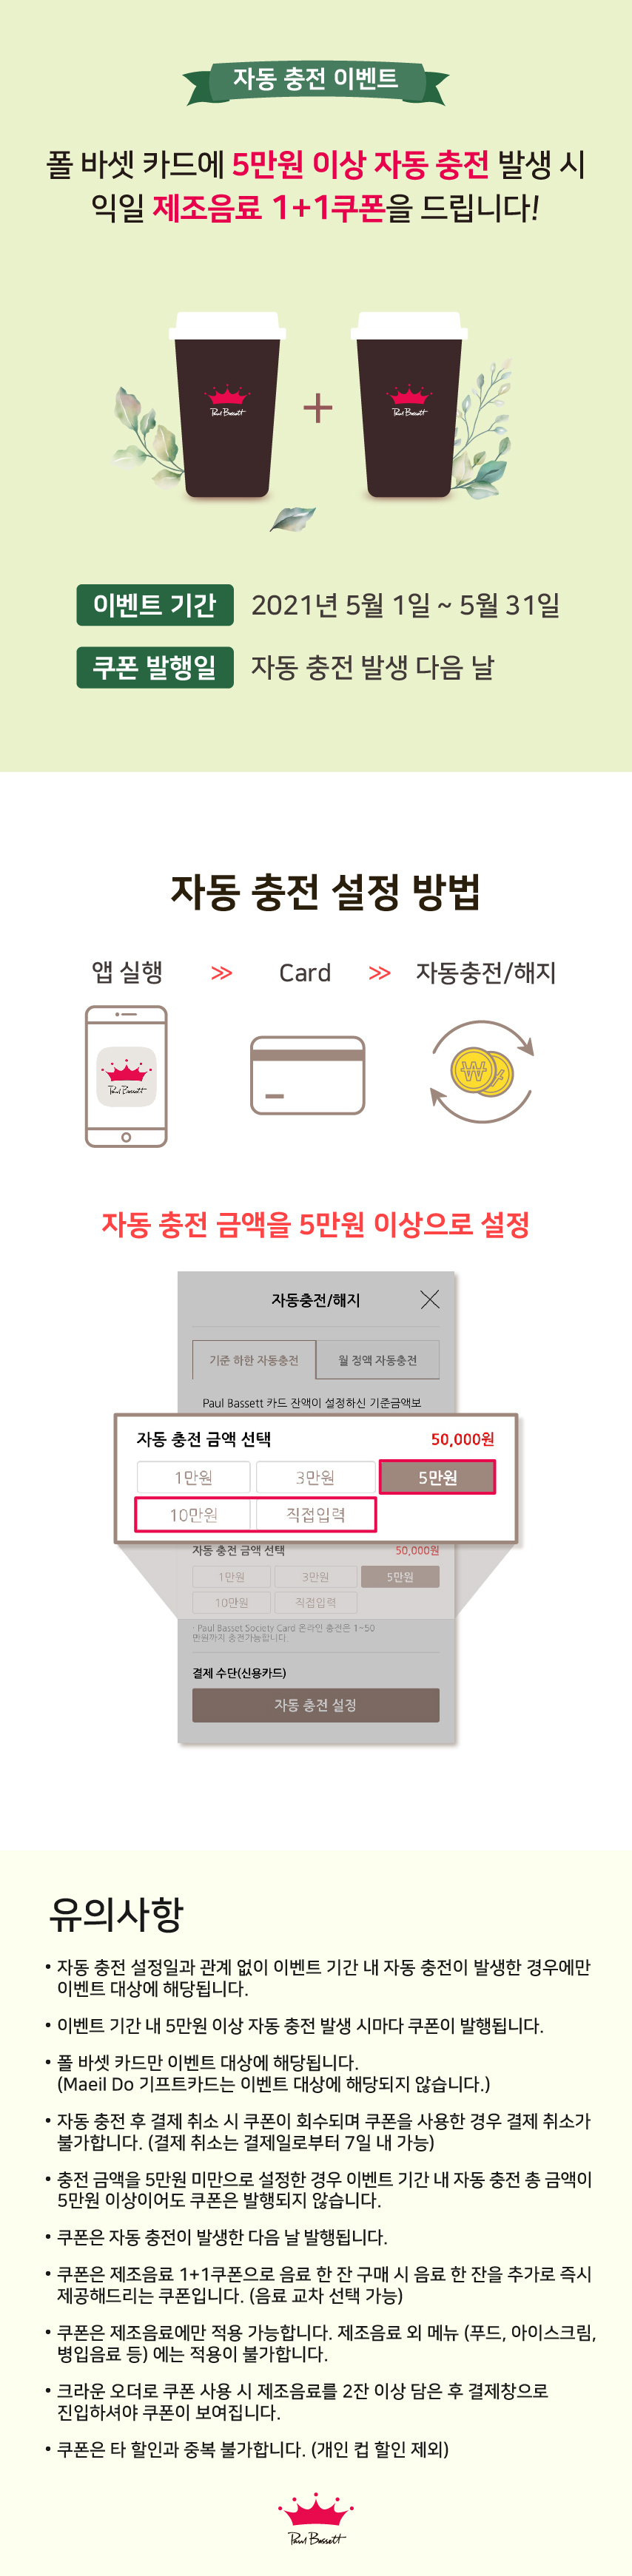 자동 충전 이벤트
폴 바셋 카드에 5만원 이상 자동 충전 발생 시
익일 제조음료 1+1쿠폰을 드립니다!
Paul Bassett
+
Paul Bassett
이벤트 기간 2021년 5월 1일 ~ 5월 31일
쿠폰 발행일 자동 충전 발생 다음 날
자동 충전 설정 방법
앱 실행 >> Card >> 자동충전/해지
Paul Bassett
자동 충전 금액을 5만원 이상으로 설정
자동충전/해지
기준 하한 자동충전 월 정액 자동충전
Paul Bassett 카드 잔액이 설정하신 기준금액보
자동 충전 금액 선택 50,000원
1만원 3만원 5만원
10만원 직접입력
자동 충전 금액 선택 50,000원
1만원 3만원 5만원
10만원 직접입력
· Paul Basset Society Card 온라인 충전은 1~50
만원까지 충전가능합니다.
결제 수단(신용카드)
자동 충전 설정
유의사항
• 자동 충전 설정일과 관계 없이 이벤트 기간 내 자동 충전이 발생한 경우에만
이벤트 대상에 해당됩니다.
• 이벤트 기간 내 5만원 이상 자동 충전 발생 시마다 쿠폰이 발행됩니다.
• 폴 바셋 카드만 이벤트 대상에 해당됩니다.
(Maeil Do 기프트카드는 이벤트 대상에 해당되지 않습니다.)
• 자동 충전 후 결제 취소 시 쿠폰이 회수되며 쿠폰을 사용한 경우 결제 취소가
불가합니다. (결제 취소는 결제일로부터 7일 내 가능)
• 충전 금액을 5만원 미만으로 설정한 경우 이벤트 기간 내 자동 충전 총 금액이
5만원 이상이어도 쿠폰은 발행되지 않습니다.
• 쿠폰은 자동 충전이 발생한 다음 날 발행됩니다.
• 쿠폰은 제조음료 1+1쿠폰으로 음료 한 잔 구매 시 음료 한 잔을 추가로 즉시
제공해드리는 쿠폰입니다. (음료 교차 선택 가능)
• 쿠폰은 제조음료에만 적용 가능합니다. 제조음료 외 메뉴 (푸드, 아이스크림,
병입음료 등) 에는 적용이 불가합니다.
• 크라운 오더로 쿠폰 사용 시 제조음료를 2잔 이상 담은 후 결제창으로
진입하셔야 쿠폰이 보여집니다.
• 쿠폰은 타 할인과 중복 불가합니다. (개인 컵 할인 제외)
Paul Bassett